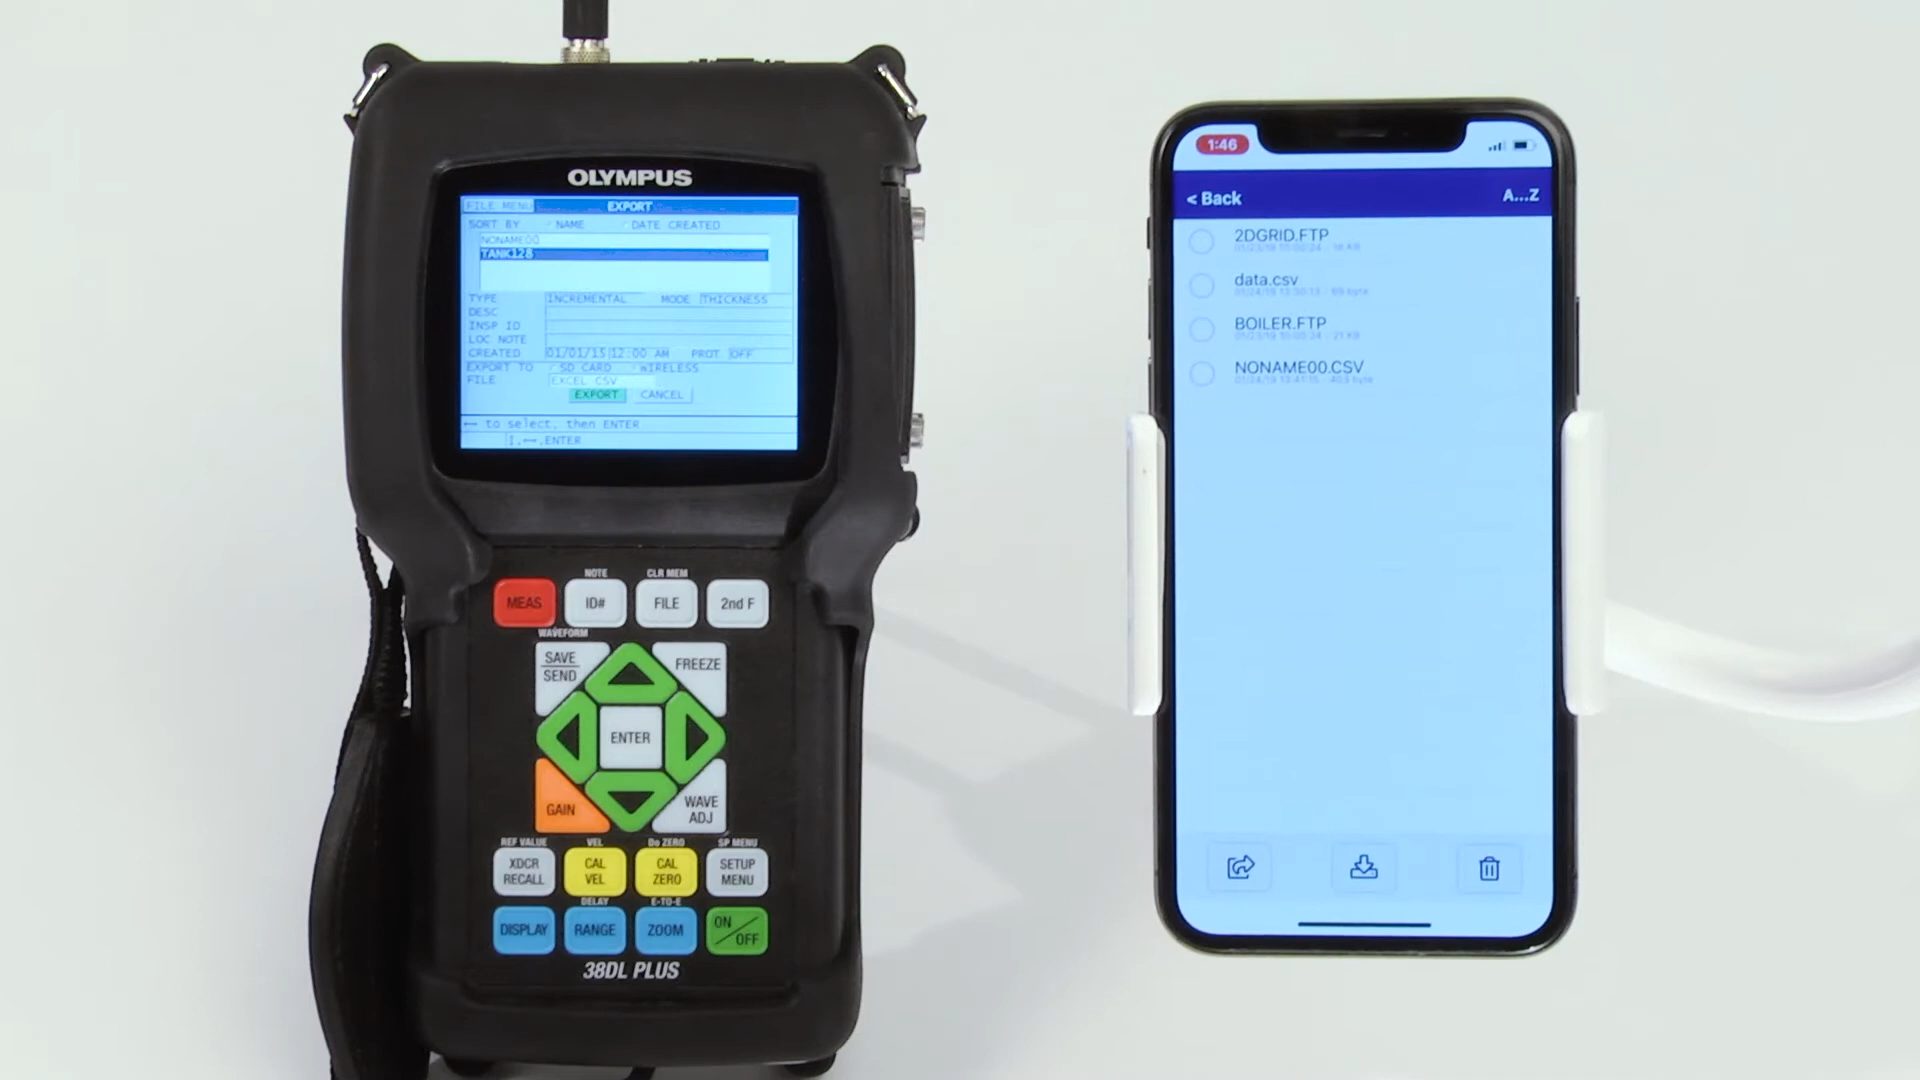 OLYMPUS
FILE MENU EXPORT
SORT BY NAME DATE CREATED
NONAME00
TANK128
TYPE INCREMENTAL MODE THICKNESS
DESC
INSP ID
LOC NOTE
CREATED 01/01/15 12:00 AM PROT OFF
EXPORT TO SD CARD WIRELESS
FILE EXCEL CSV
EXPORT CANCEL
to select, then ENTER
ENTER
NOTE CLR MEM
MEAS ID# FILE 2nd F
WAVEFORM
SAVE
SEND
FREEZE
ENTER
GAIN
WAVE
ADJ
REF VALUE VEL Do ZERO SP MENU
XDCR
RECALL
CAL
VEL
CAL
ZERO
SETUP
MENU
DELAY E-TO-E
DISPLAY RANGE ZOOM ON/OFF
38DL PLUS
1:46
< Back A...Z
2DGRID.FTP
data.csv
BOILER.FTP
NONAME00.CSV